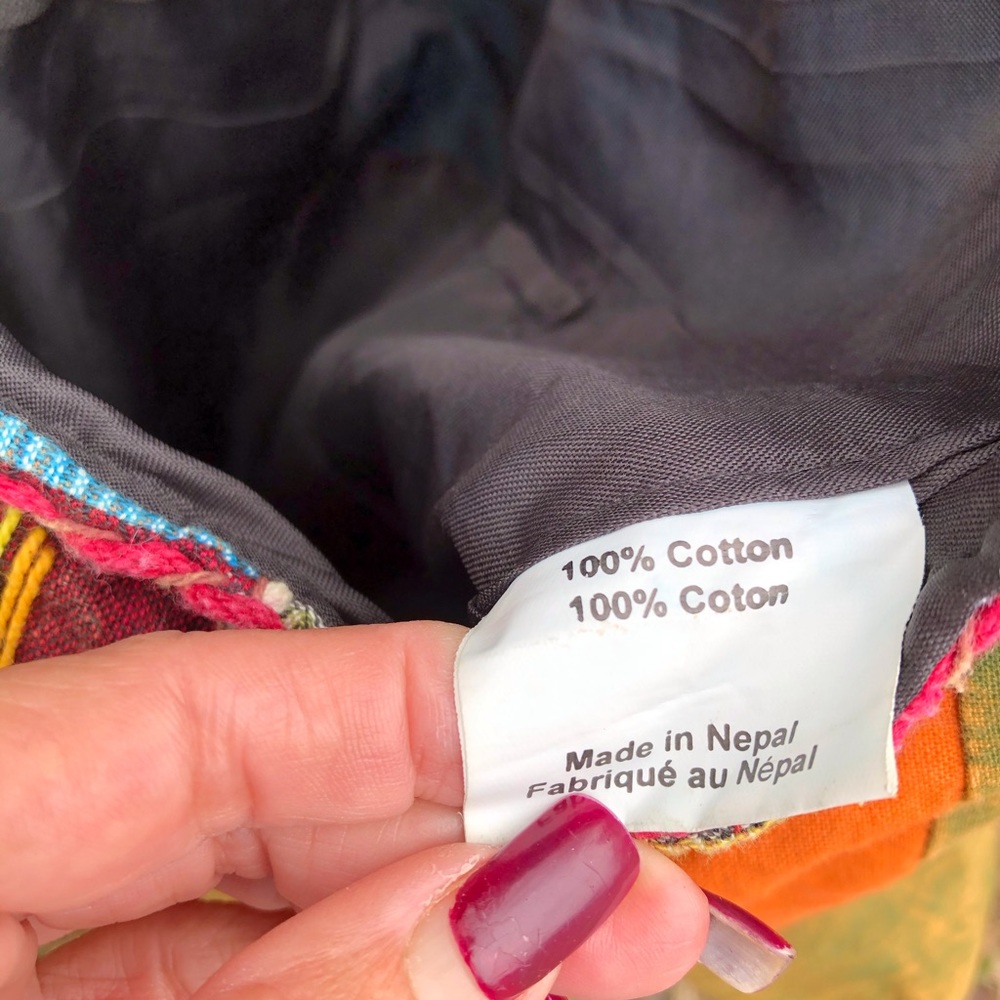 100% Cotton
100% Coton
Made in Nepal
Fabriqué au Népal